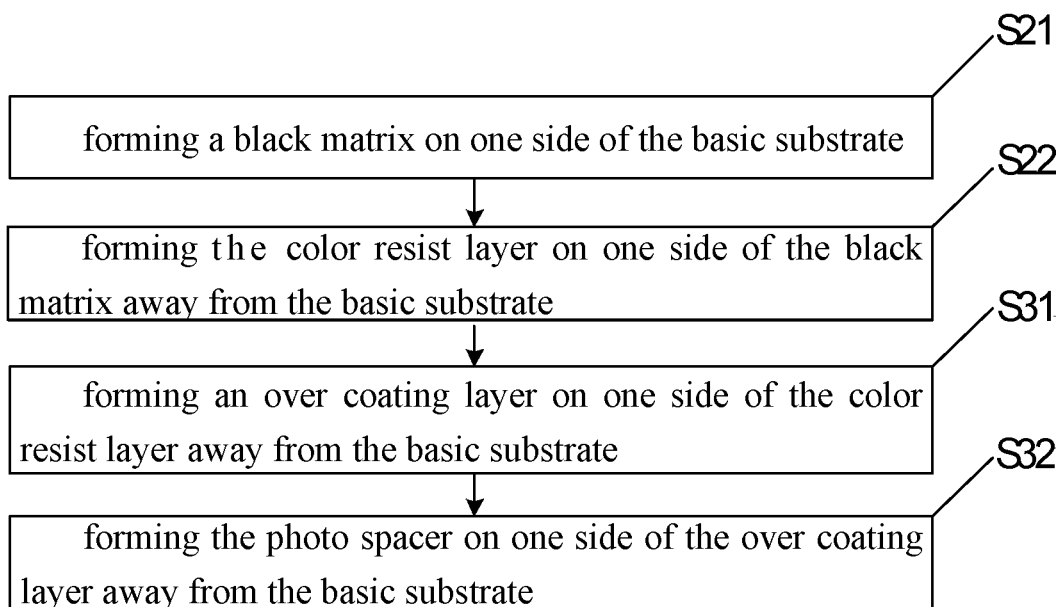 S21
forming a black matrix on one side of the basic substrate
S22
forming the color resist layer on one side of the black
matrix away from the basic substrate
S31
forming an over coating layer on one side of the color
resist layer away from the basic substrate
S32
forming the photo spacer on one side of the over coating
layer away from the basic substrate